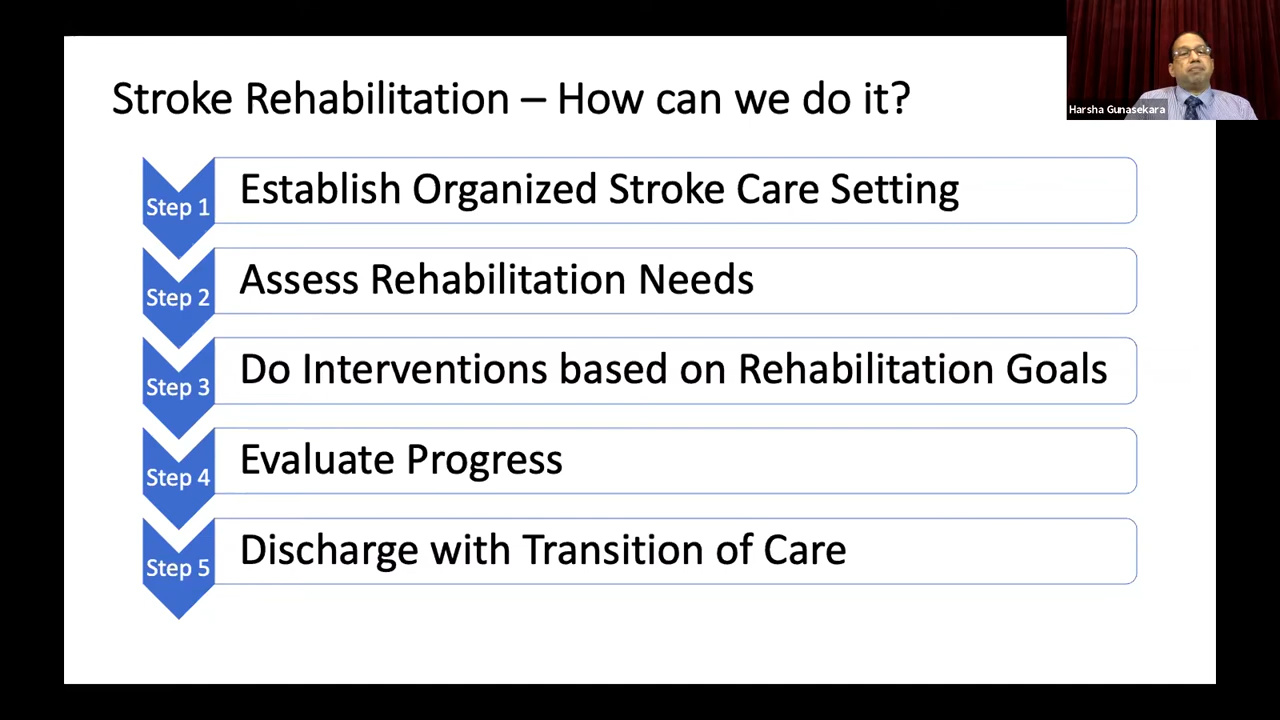 Stroke Rehabilitation – How can we do it?
Harsha Gunasekara
Step 1
Establish Organized Stroke Care Setting
Step 2
Assess Rehabilitation Needs
Step 3
Do Interventions based on Rehabilitation Goals
Step 4
Evaluate Progress
Step 5
Discharge with Transition of Care